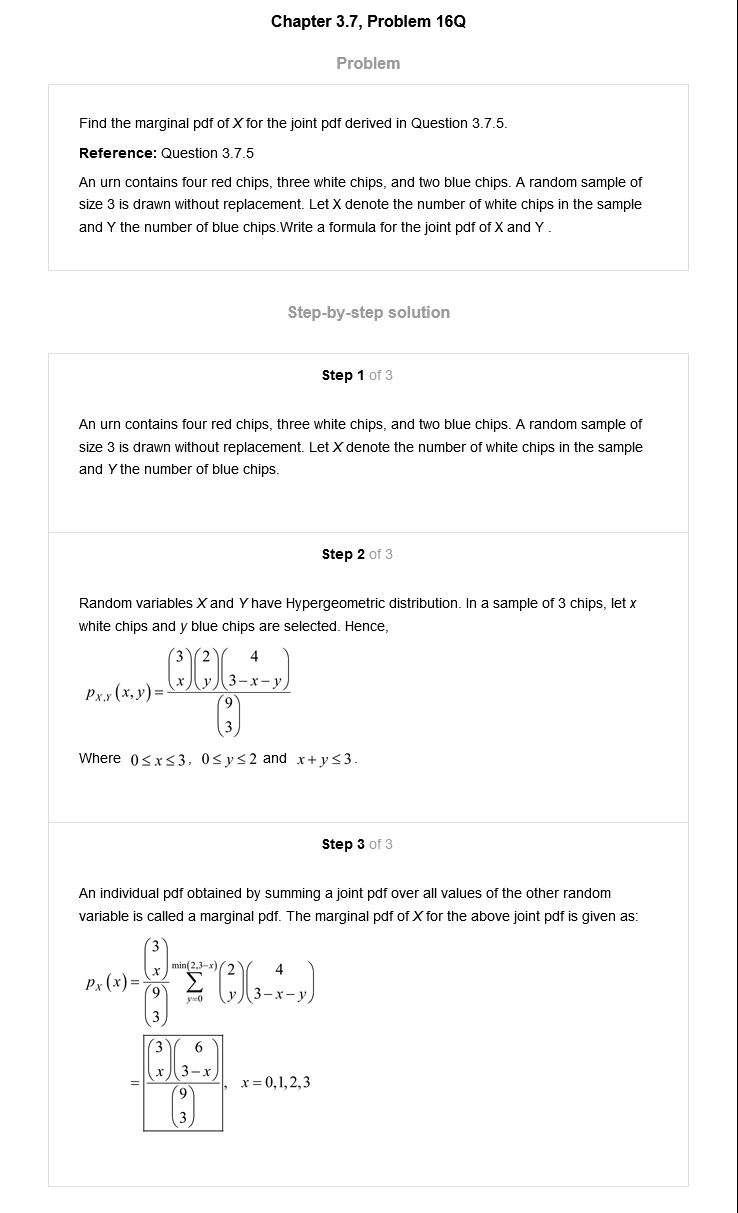 Chapter 3.7, Problem 16Q
Problem
Find the marginal pdf of X for the joint pdf derived in Question 3.7.5.
Reference: Question 3.7.5
An urn contains four red chips, three white chips, and two blue chips. A random sample of
size 3 is drawn without replacement. Let X denote the number of white chips in the sample
and Y the number of blue chips.Write a formula for the joint pdf of X and Y .
Step-by-step solution
Step 1 of 3
An urn contains four red chips, three white chips, and two blue chips. A random sample of
size 3 is drawn without replacement. Let X denote the number of white chips in the sample
and Y the number of blue chips.
Step 2 of 3
Random variables X and Y have Hypergeometric distribution. In a sample of 3 chips, let x
white chips and y blue chips are selected. Hence,
p_{X,Y}(x,y) = \frac{\binom{3}{x}\binom{2}{y}\binom{4}{3-x-y}}{\binom{9}{3}}
Where 0≤x≤3, 0≤y≤2 and x+y≤3.
Step 3 of 3
An individual pdf obtained by summing a joint pdf over all values of the other random
variable is called a marginal pdf. The marginal pdf of X for the above joint pdf is given as:
p_X(x) = \frac{\binom{3}{x}}{\binom{9}{3}} \sum_{y=0}^{min(2,3-x)} \binom{2}{y}\binom{4}{3-x-y}
= \frac{\binom{3}{x}\binom{6}{3-x}}{\binom{9}{3}}, x=0,1,2,3